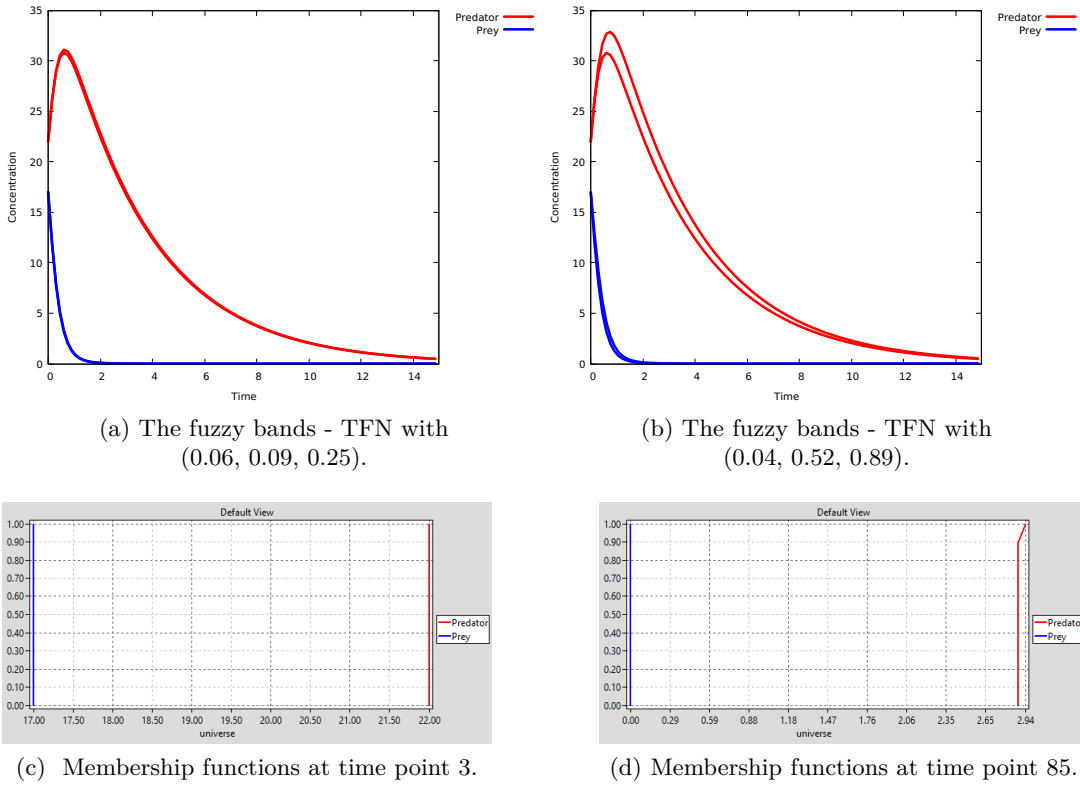 35
30
25
20
15
10
5
0
Concentration
0 2 4 6 8 10 12 14
Time
Predator
Prey
(a) The fuzzy bands - TFN with
(0.06, 0.09, 0.25).
35
30
25
20
15
10
5
0
Concentration
0 2 4 6 8 10 12 14
Time
Predator
Prey
(b) The fuzzy bands - TFN with
(0.04, 0.52, 0.89).
Default View
1.00
0.90
0.80
0.70
0.60
0.50
0.40
0.30
0.20
0.10
0.00
17.00 17.50 18.00 18.50 19.00 19.50 20.00 20.50 21.00 21.50 22.00
universe
Predator
Prey
(c) Membership functions at time point 3.
Default View
1.00
0.90
0.80
0.70
0.60
0.50
0.40
0.30
0.20
0.10
0.00
0.00 0.29 0.59 0.88 1.18 1.47 1.76 2.06 2.35 2.65 2.94
universe
Predator
Prey
(d) Membership functions at time point 85.